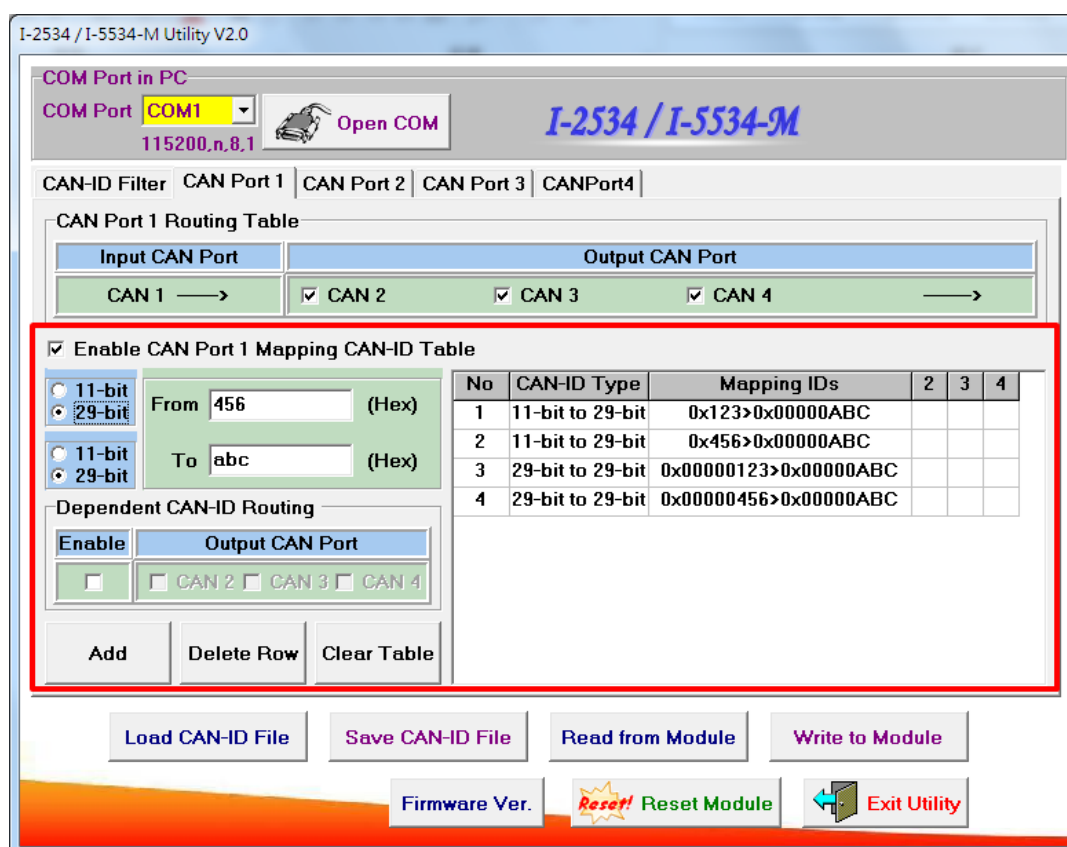 I-2534 / I-5534-M Utility V2.0
COM Port in PC
COM Port COM1 Open COM
115200,n,8,1
I-2534 / I-5534-M
CAN-ID Filter CAN Port 1 CAN Port 2 CAN Port 3 CANPort4
CAN Port 1 Routing Table
Input CAN Port Output CAN Port
CAN 1 ——> CAN 2 CAN 3 CAN 4 ——>
Enable CAN Port 1 Mapping CAN-ID Table
11-bit
29-bit
From 456 (Hex)
11-bit
29-bit
To abc (Hex)
Dependent CAN-ID Routing
Enable Output CAN Port
CAN 2 CAN 3 CAN 4
Add Delete Row Clear Table
No CAN-ID Type Mapping IDs 2 3 4
1 11-bit to 29-bit 0x123>0x00000ABC
2 11-bit to 29-bit 0x456>0x00000ABC
3 29-bit to 29-bit 0x00000123>0x00000ABC
4 29-bit to 29-bit 0x00000456>0x00000ABC
Load CAN-ID File Save CAN-ID File Read from Module Write to Module
Firmware Ver. Reset! Reset Module Exit Utility